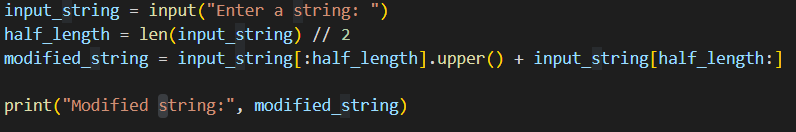 input_string = input("Enter a string: ")
half_length = len(input_string) // 2
modified_string = input_string[:half_length].upper() + input_string[half_length:]
print("Modified string:", modified_string)